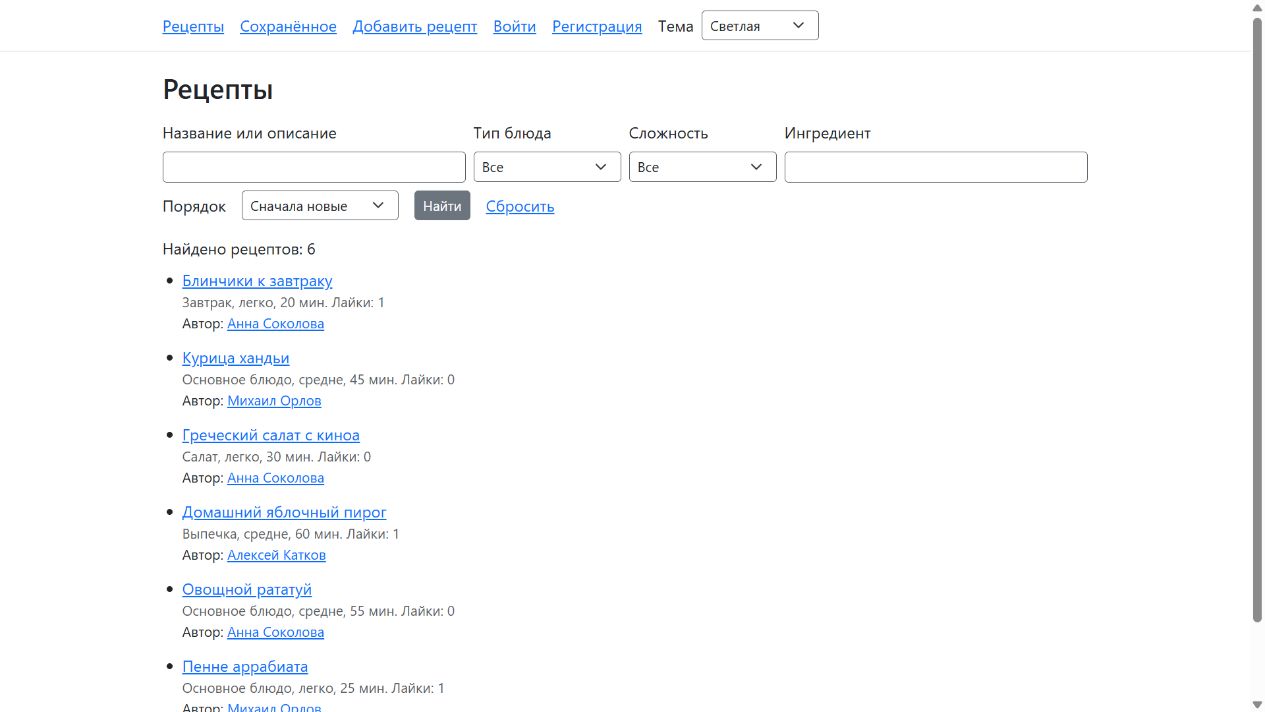 Рецепты Сохранённое Добавить рецепт Войти Регистрация Тема Светлая
Рецепты
Название или описание Тип блюда Сложность Ингредиент
Все Все
Порядок Сначала новые Найти Сбросить
Найдено рецептов: 6
Блинчики к завтраку
Завтрак, легко, 20 мин. Лайки: 1
Автор: Анна Соколова
Курица хандьи
Основное блюдо, средне, 45 мин. Лайки: 0
Автор: Михаил Орлов
Греческий салат с киноа
Салат, легко, 30 мин. Лайки: 0
Автор: Анна Соколова
Домашний яблочный пирог
Выпечка, средне, 60 мин. Лайки: 1
Автор: Алексей Катков
Овощной рататуй
Основное блюдо, средне, 55 мин. Лайки: 0
Автор: Анна Соколова
Пенне аррабиата
Основное блюдо, легко, 25 мин. Лайки: 1
Автор: Михаил Орлов